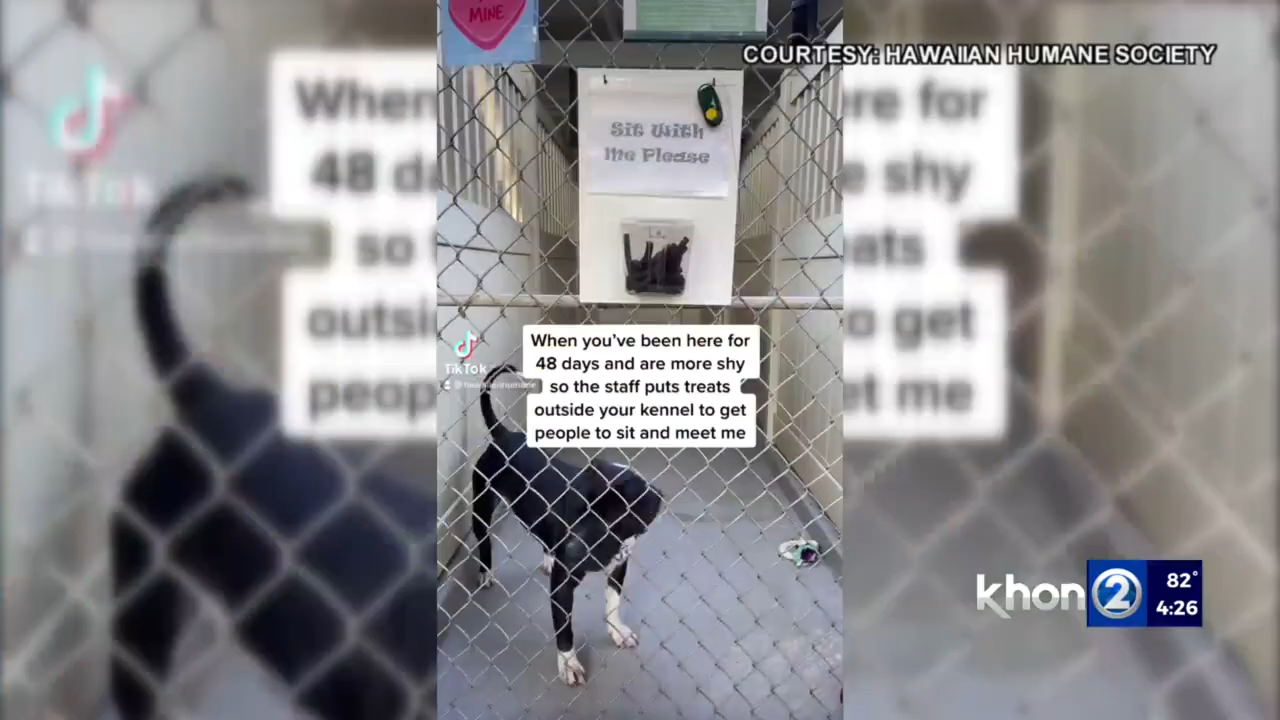 MINE
COURTESY: HAWAIIAN HUMANE SOCIETY
Sit With
Me Please
TikTok
When you've been here for
48 days and are more shy
so the staff puts treats
outside your kennel to get
people to sit and meet me
khon 2
82°
4:26